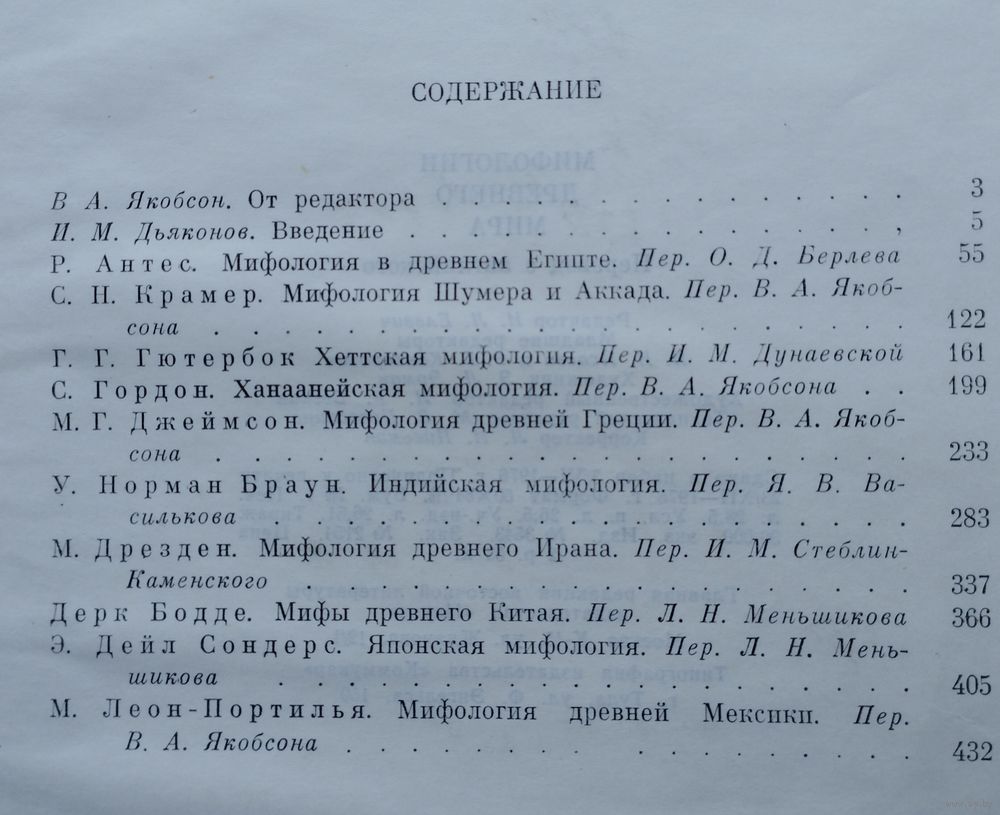 СОДЕРЖАНИЕ
В А. Якобсон. От редактора . . . . . . . . . . . . . . 3
И. М. Дьяконов. Введение . . . . . . . . . . . . . , 5
Р. Антес. Мифология в древнем Египте. Пер. О. Д. Берлева 55
С. Н. Крамер. Мифология Шумера и Аккада. Пер. В. А. Якоб-
сона . . . . . . . . . . . . . . . . . . 122
Г. Г. Гютербок Хеттская мифология. Пер. И. М. Дунаевской 161
С. Гордон. Ханаанейская мифология. Пер. В. А. Якобсона . . 199
М. Г. Джеймсон. Мифология древней Греции. Пер. В. А. Якоб-
сона . . . . . . . . . . . . . . . . . . 233
У. Норман Браун. Индийская мифология. Пер. Я. В. Ва-
силькова . . . . . . . . . . . . . . . . 283
М. Дрезден. Мифология древнего Ирана. Пер. И. М. Стеблин-
Каменского . . . . . . . . . . . . . . . 337
Дерк Бодде. Мифы древнего Китая. Пер. Л. Н. Меньшикова 366
Э. Дейл Сондерс. Японская мифология. Пер. Л. Н. Мень-
шикова . . . . . . . . . . . . . . . . 405
М. Леон-Портилья. Мифология древней Мексики. Пер.
В. А. Якобсона . . . . . . . . . . . . . 432